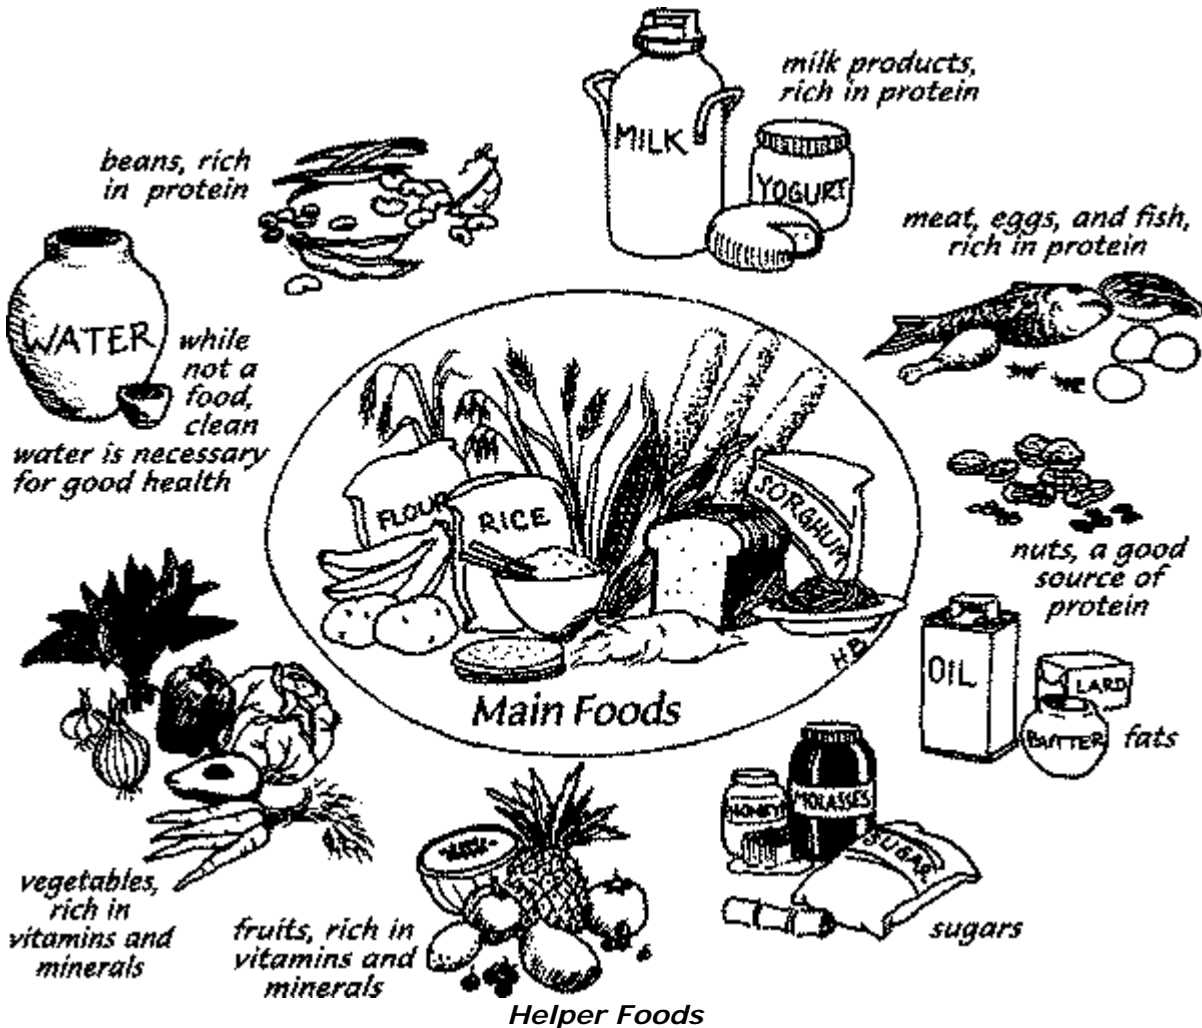 milk products,
rich in protein
MILK
YOGURT
beans, rich
in protein
meat, eggs, and fish,
rich in protein
WATER
while
not a
food,
clean
water is necessary
for good health
FLOUR
RICE
SORGHUM
nuts, a good
source of
protein
H.B.
Main Foods
OIL
LARD
BUTTER
fats
HONEY
MOLASSES
SUGAR
sugars
vegetables,
rich in
vitamins and
minerals
fruits, rich in
vitamins and
minerals
Helper Foods